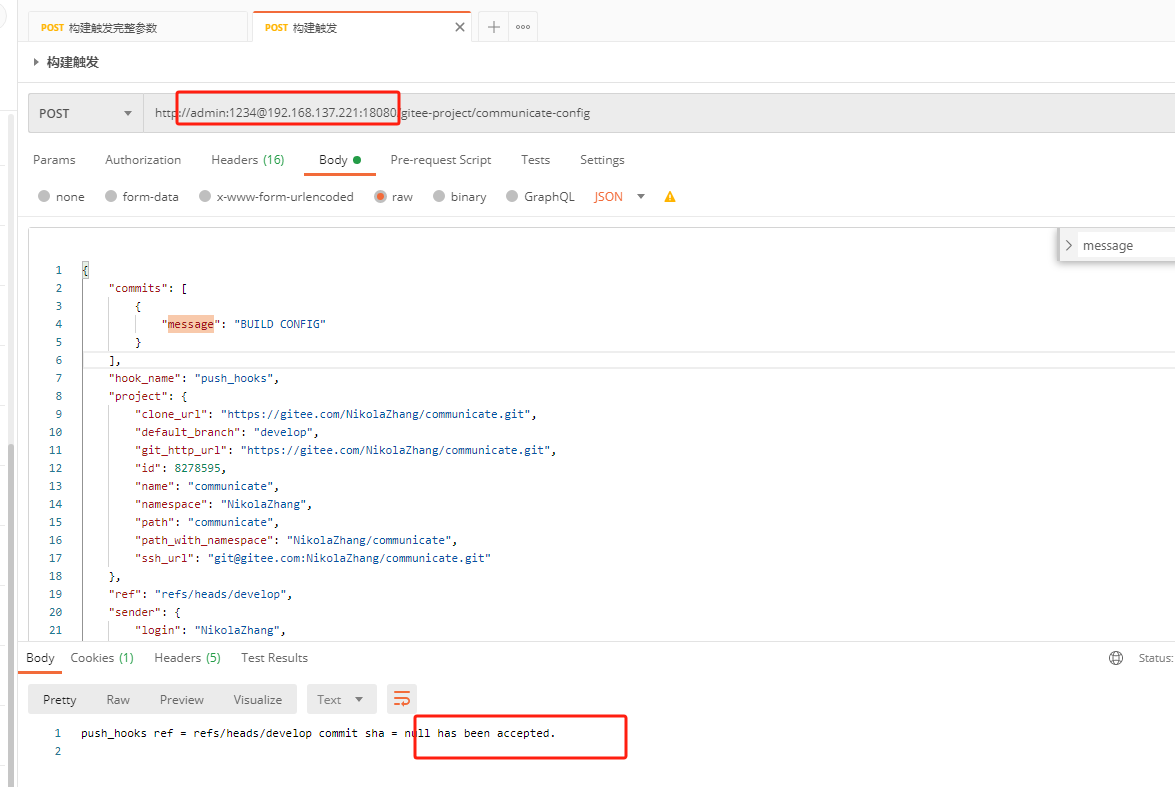 POST 构建触发完整参数
POST 构建触发
构建触发
POST http://admin:1234@192.168.137.221:18080/gitee-project/communicate-config
Params Authorization Headers (16) Body Pre-request Script Tests Settings
none form-data x-www-form-urlencoded raw binary GraphQL JSON
message
1 {
2 "commits": [
3 {
4 "message": "BUILD CONFIG"
5 }
6 ],
7 "hook_name": "push_hooks",
8 "project": {
9 "clone_url": "https://gitee.com/NikolaZhang/communicate.git",
10 "default_branch": "develop",
11 "git_http_url": "https://gitee.com/NikolaZhang/communicate.git",
12 "id": 8278595,
13 "name": "communicate",
14 "namespace": "NikolaZhang",
15 "path": "communicate",
16 "path_with_namespace": "NikolaZhang/communicate",
17 "ssh_url": "git@gitee.com:NikolaZhang/communicate.git"
18 },
19 "ref": "refs/heads/develop",
20 "sender": {
21 "login": "NikolaZhang",
Body Cookies (1) Headers (5) Test Results Status:
Pretty Raw Preview Visualize Text
1 push_hooks ref = refs/heads/develop commit sha = null has been accepted.
2